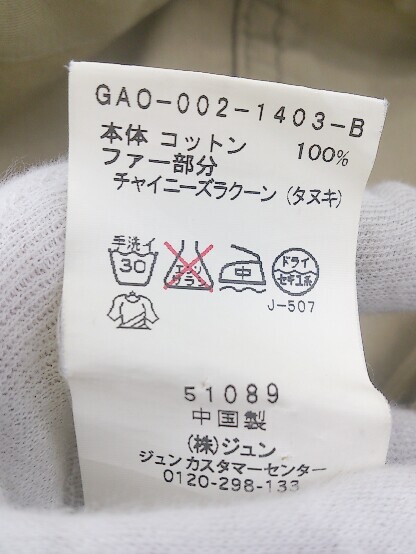 GAO-002-1403-B
本体 コットン 100%
ファー部分
チャイニーズラクーン (タヌキ)
手洗イ
30
エンソ
サラシ
中
ドライ
セキユ系
J-507
51089
中国製
(株)ジュン
ジュンカスタマーセンター
0120-298-133